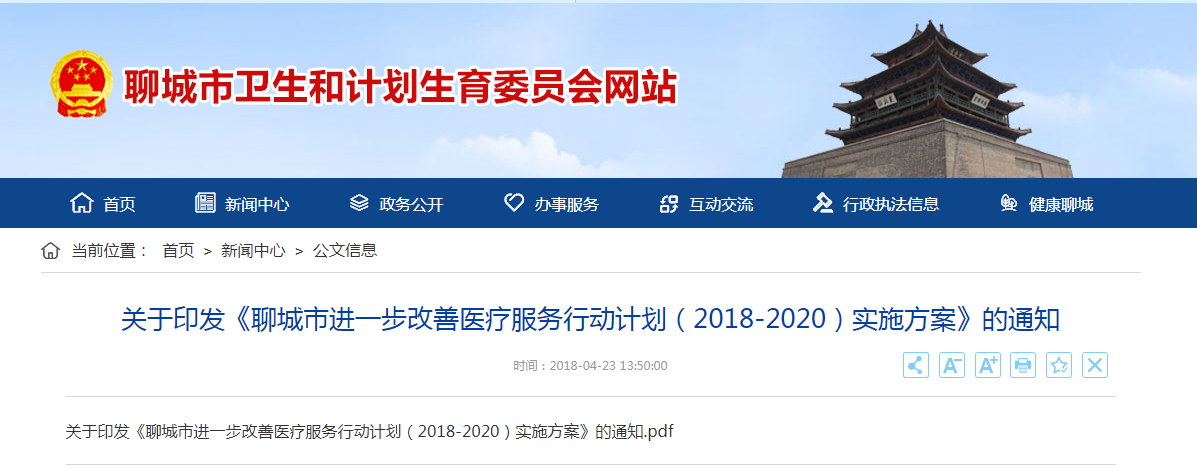 聊城市卫生和计划生育委员会网站
首页 新闻中心 政务公开 办事服务 互动交流 行政执法信息 健康聊城
当前位置： 首页 > 新闻中心 > 公文信息
关于印发《聊城市进一步改善医疗服务行动计划（2018-2020）实施方案》的通知
时间：2018-04-23 13:50:00
A- A+
关于印发《聊城市进一步改善医疗服务行动计划（2018-2020）实施方案》的通知.pdf